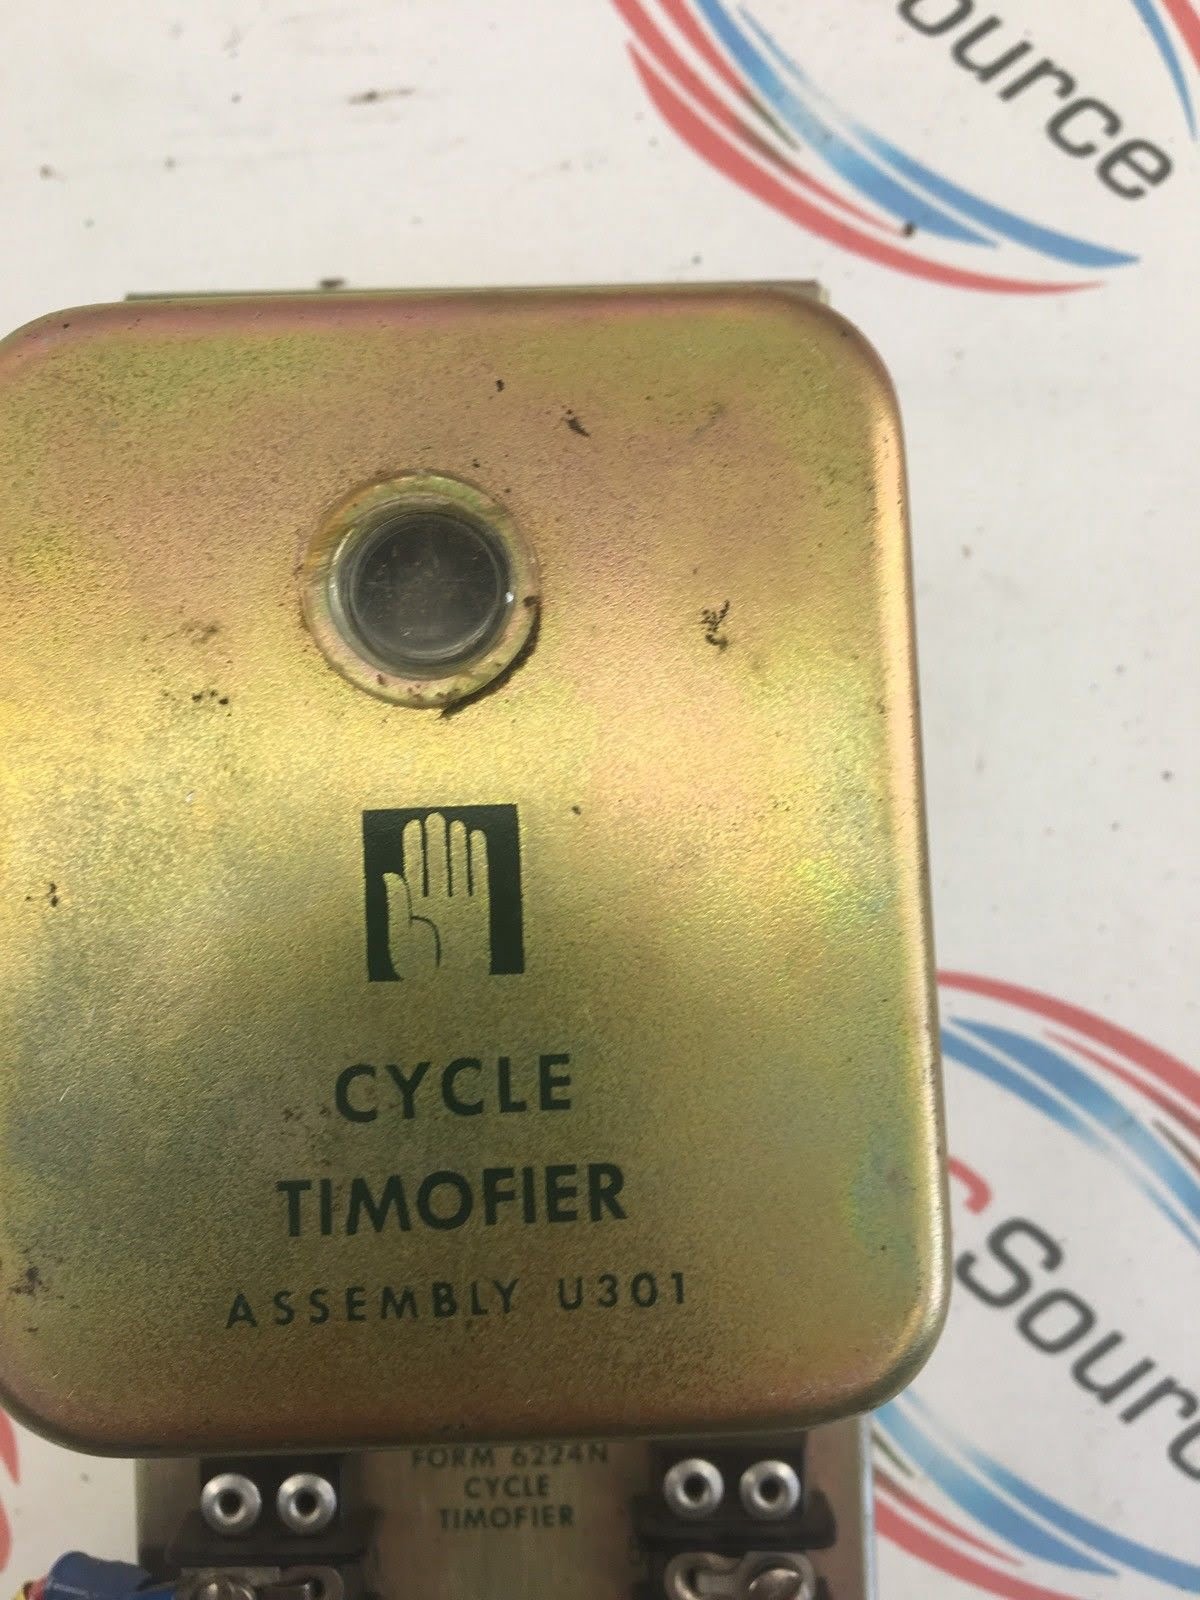 ource
CYCLE
TIMOFIER
ASSEMBLY U301
Sourc
FORM 6224N
CYCLE
TIMOFIER